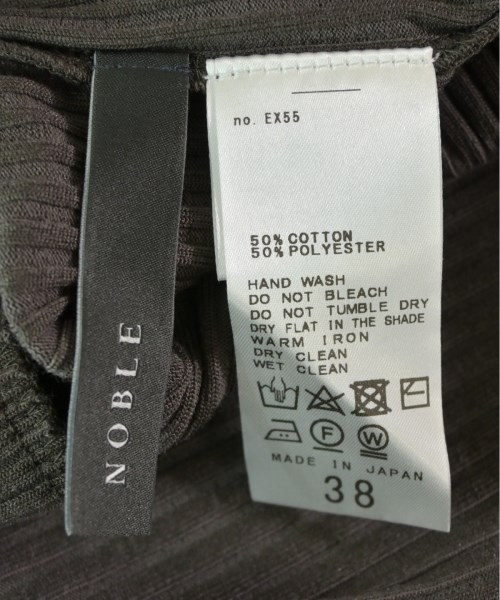 NOBLE
no. EX55
50% COTTON
50% POLYESTER
HAND WASH
DO NOT BLEACH
DO NOT TUMBLE DRY
DRY FLAT IN THE SHADE
WARM IRON
DRY CLEAN
WET CLEAN
F W
MADE IN JAPAN
38